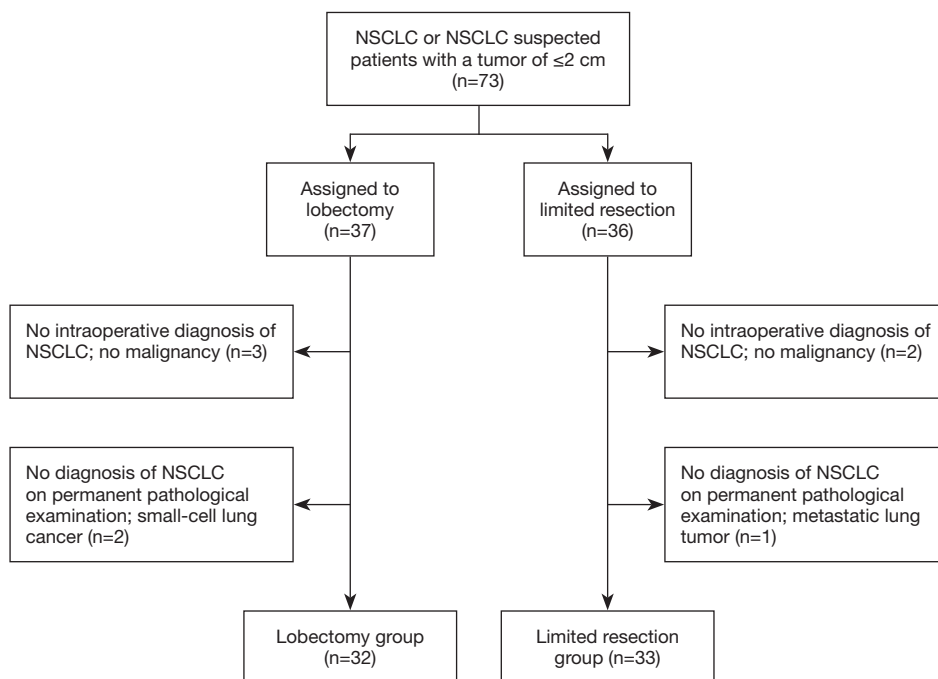 NSCLC or NSCLC suspected
patients with a tumor of ≤2 cm
(n=73)
Assigned to
lobectomy
(n=37)
Assigned to
limited resection
(n=36)
No intraoperative diagnosis of
NSCLC; no malignancy (n=3)
No intraoperative diagnosis of
NSCLC; no malignancy (n=2)
No diagnosis of NSCLC
on permanent pathological
examination; small-cell lung
cancer (n=2)
No diagnosis of NSCLC
on permanent pathological
examination; metastatic lung
tumor (n=1)
Lobectomy group
(n=32)
Limited resection
group (n=33)